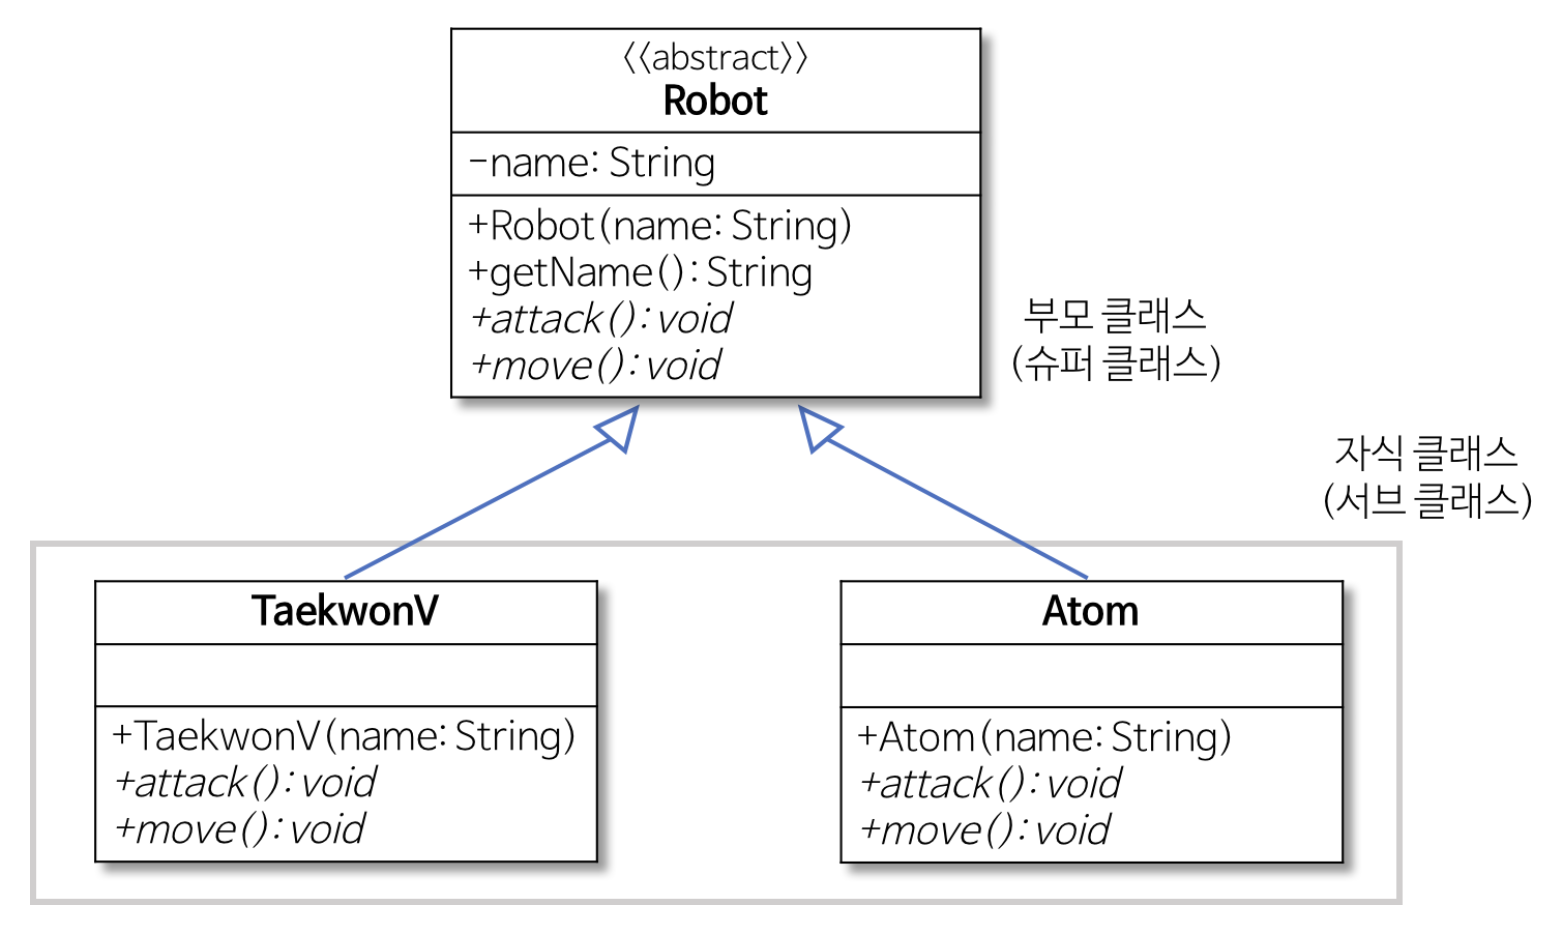 〈〈abstract〉〉
Robot
-name: String
+Robot(name: String)
+getName(): String
+attack(): void
+move(): void
부모 클래스
(슈퍼 클래스)
자식 클래스
(서브 클래스)
TaekwonV
+TaekwonV(name: String)
+attack(): void
+move(): void
Atom
+Atom(name: String)
+attack(): void
+move(): void